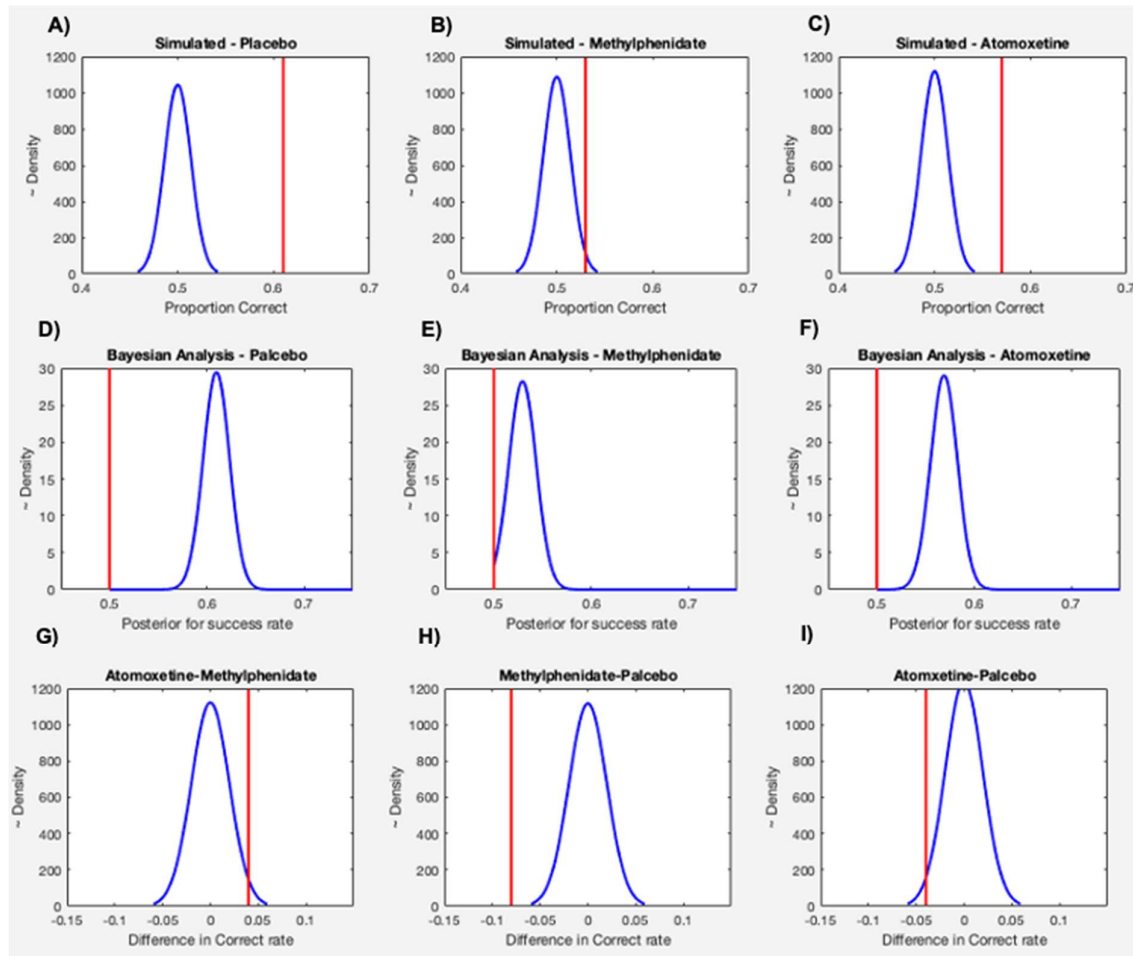 A)
Simulated - Placebo
1200
1000
800
600
400
200
0
~ Density
0.4 0.5 0.6 0.7
Proportion Correct
B)
Simulated - Methylphenidate
1200
1000
800
600
400
200
0
~ Density
0.4 0.5 0.6 0.7
Proportion Correct
C)
Simulated - Atomoxetine
1200
1000
800
600
400
200
0
~ Density
0.4 0.5 0.6 0.7
Proportion Correct
D)
Bayesian Analysis - Palcebo
30
25
20
15
10
5
0
~ Density
0.5 0.6 0.7
Posterior for success rate
E)
Bayesian Analysis - Methylphenidate
30
25
20
15
10
5
0
~ Density
0.5 0.6 0.7
Posterior for success rate
F)
Bayesian Analysis - Atomoxetine
30
25
20
15
10
5
0
~ Density
0.5 0.6 0.7
Posterior for success rate
G)
Atomoxetine-Methylphenidate
1200
1000
800
600
400
200
0
~ Density
-0.15 -0.1 -0.05 0 0.05 0.1
Difference in Correct rate
H)
Methylphenidate-Palcebo
1200
1000
800
600
400
200
0
~ Density
-0.15 -0.1 -0.05 0 0.05 0.1
Difference in Correct rate
I)
Atomxetine-Palcebo
1200
1000
800
600
400
200
0
~ Density
-0.15 -0.1 -0.05 0 0.05 0.1
Difference in Correct rate